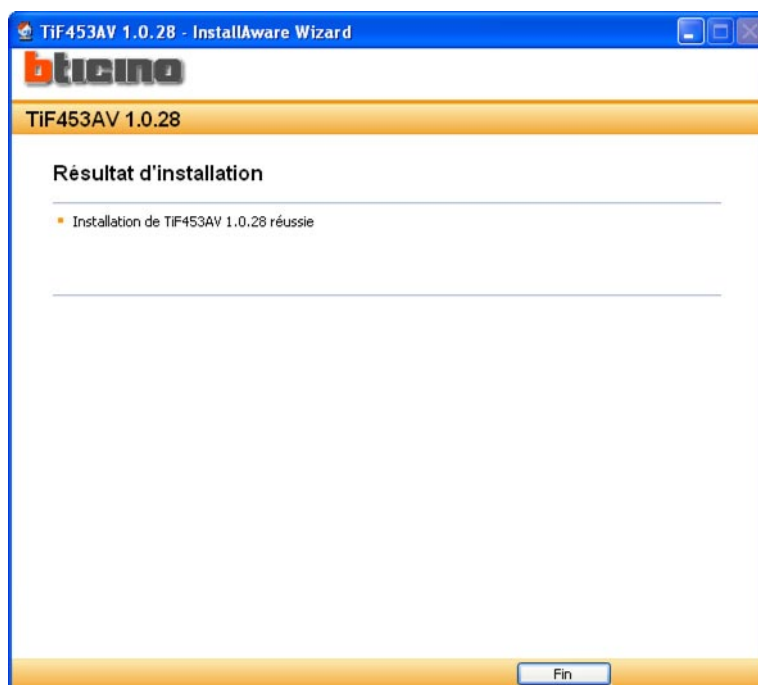 TiF453AV 1.0.28 - InstallAware Wizard
bticino
TiF453AV 1.0.28
Résultat d'installation
Installation de TiF453AV 1.0.28 réussie
Fin